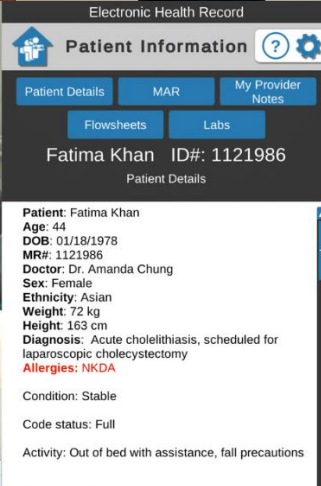 Electronic Health Record
Patient Information ?
Patient Details MAR My Provider
Notes
Flowsheets Labs
Fatima Khan ID#: 1121986
Patient Details
Patient: Fatima Khan
Age: 44
DOB: 01/18/1978
MR#: 1121986
Doctor: Dr. Amanda Chung
Sex: Female
Ethnicity: Asian
Weight: 72 kg
Height: 163 cm
Diagnosis: Acute cholelithiasis, scheduled for
laparoscopic cholecystectomy
Allergies: NKDA
Condition: Stable
Code status: Full
Activity: Out of bed with assistance, fall precautions